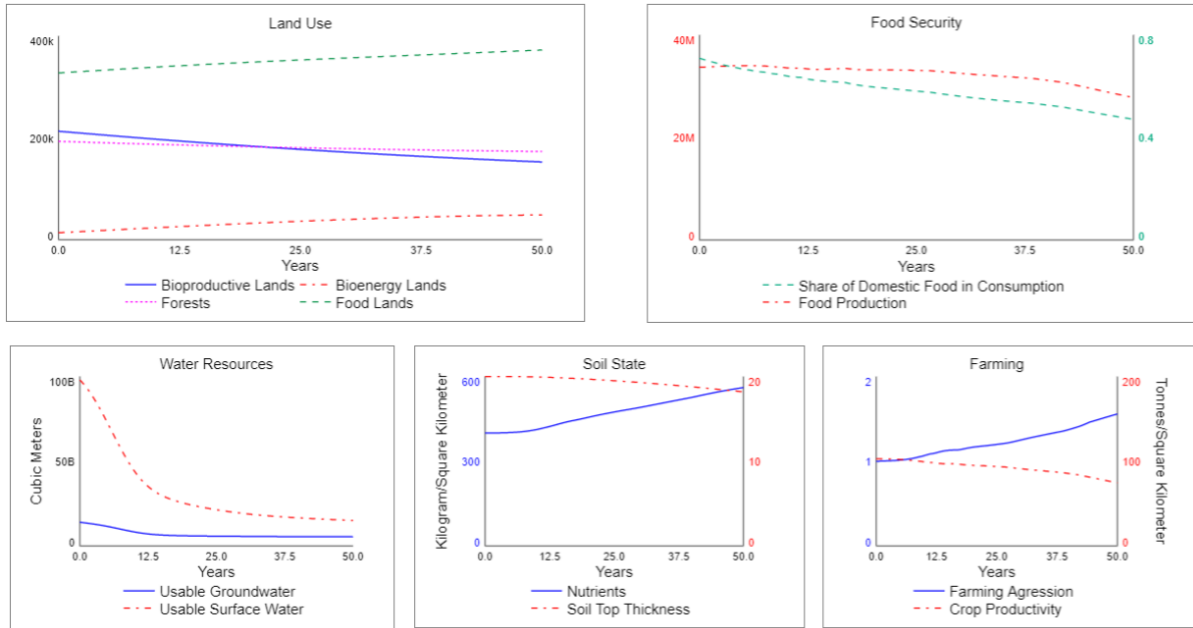 Land Use
400k
200k
0
0.0 12.5 25.0 37.5 50.0
Years
Bioproductive Lands Bioenergy Lands
Forests Food Lands
Food Security
40M 0.8
20M 0.4
0 0
0.0 12.5 25.0 37.5 50.0
Years
Share of Domestic Food in Consumption
Food Production
Water Resources
Cubic Meters
100B
50B
0
0.0 12.5 25.0 37.5 50.0
Years
Usable Groundwater
Usable Surface Water
Soil State
Kilogram/Square Kilometer
600 20
300 10
0 0
0.0 12.5 25.0 37.5 50.0
Years
Nutrients
Soil Top Thickness
Farming
2 200
1 100
0 0
Tonnes/Square Kilometer
0.0 12.5 25.0 37.5 50.0
Years
Farming Agression
Crop Productivity